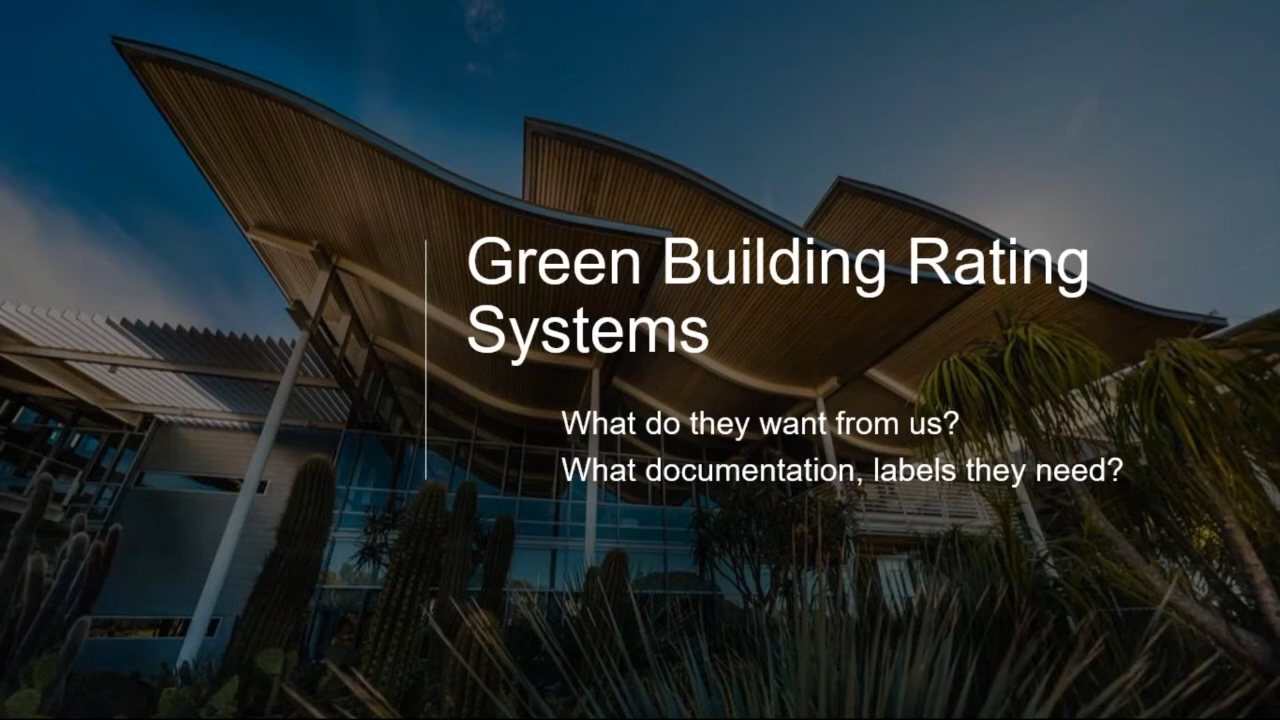 Green Building Rating
Systems
What do they want from us?
What documentation, labels they need?